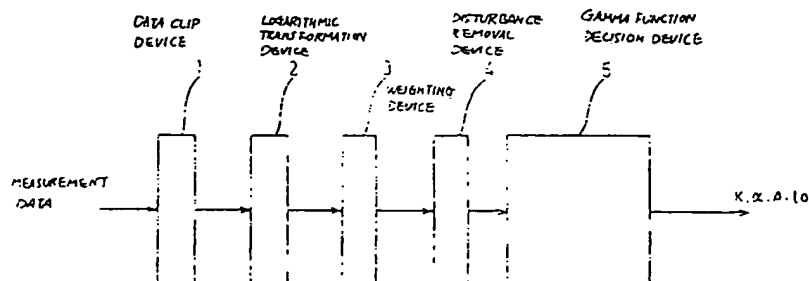 DATA CLIP
DEVICE
1
LOGARITHMIC
TRANSFORMATION
DEVICE
2
3
WEIGHTING
DEVICE
DISTURBANCE
REMOVAL
DEVICE
4
GAMMA FUNCTION
DECISION DEVICE
5
MEASUREMENT
DATA
K.α.Δ.to